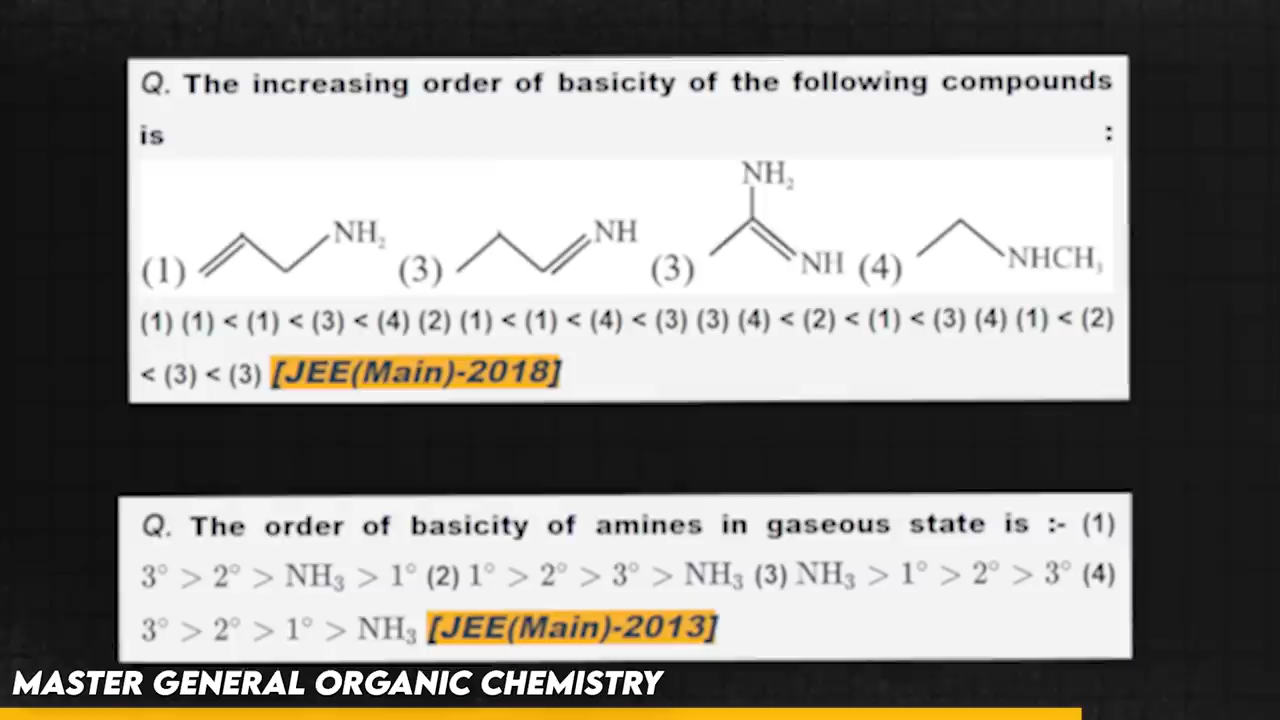 Q. The increasing order of basicity of the following compounds
is :
NH₂
(1) NH₂ (3) NH (3) NH (4) NHCH₃
(1) (1) < (1) < (3) < (4) (2) (1) < (1) < (4) < (3) (3) (4) < (2) < (1) < (3) (4) (1) < (2)
< (3) < (3) [JEE(Main)-2018]
Q. The order of basicity of amines in gaseous state is :- (1)
3° > 2° > NH₃ > 1° (2) 1° > 2° > 3° > NH₃ (3) NH₃ > 1° > 2° > 3° (4)
3° > 2° > 1° > NH₃ [JEE(Main)-2013]
MASTER GENERAL ORGANIC CHEMISTRY